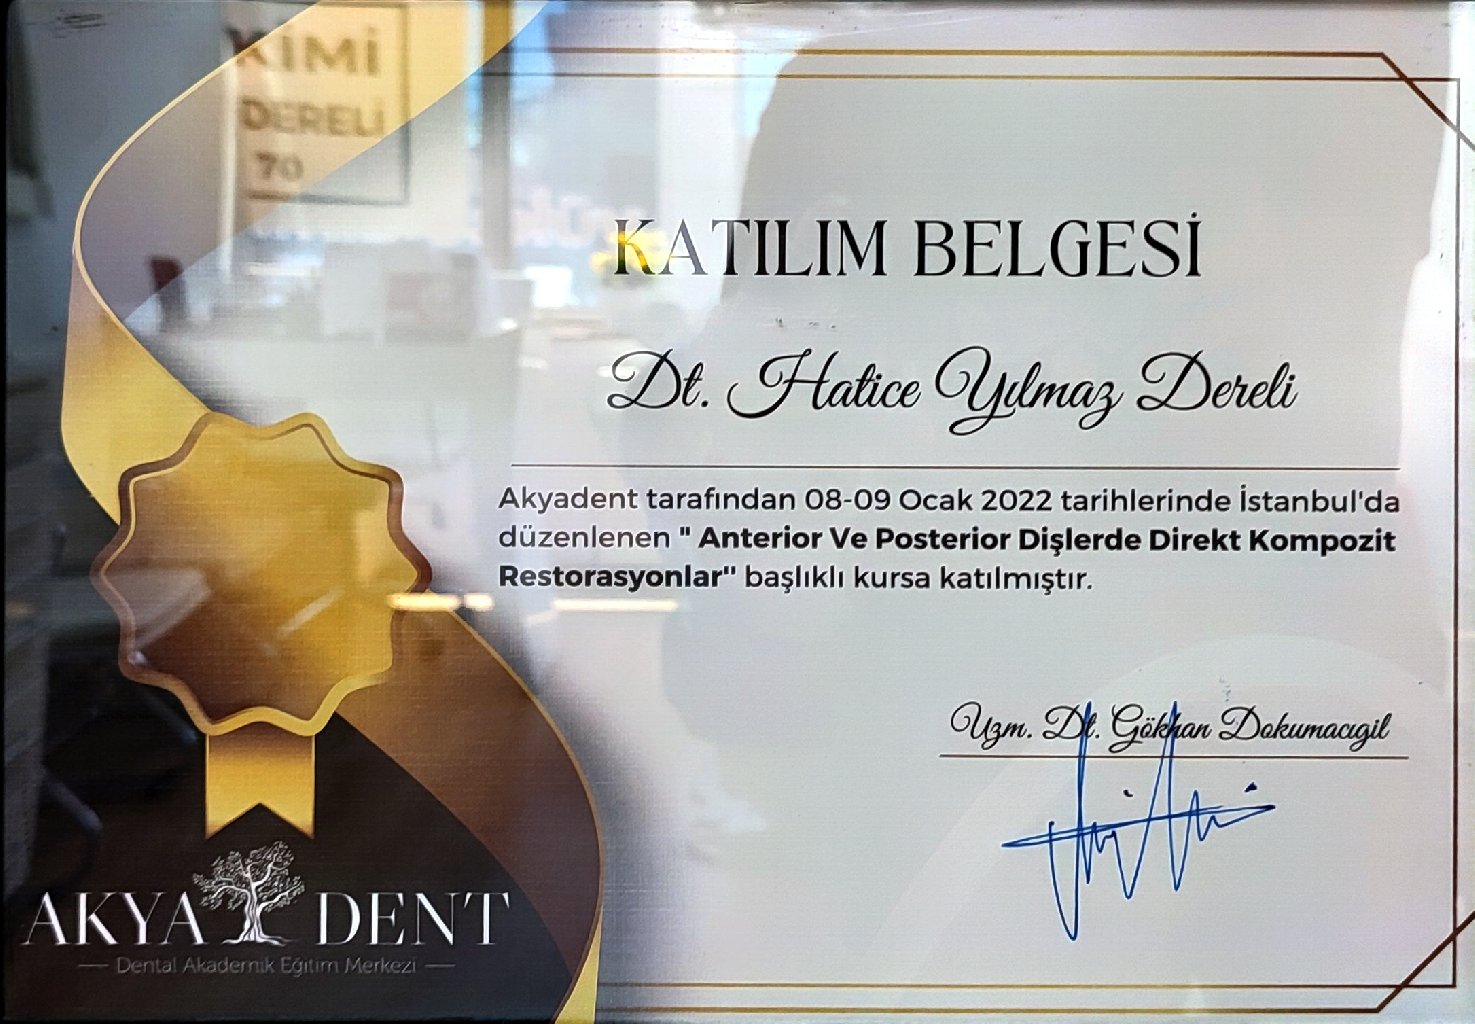 KİMİ
DERELİ
70
KATILIM BELGESİ
Dt. Hatice Yılmaz Dereli
Akyadent tarafından 08-09 Ocak 2022 tarihlerinde İstanbul'da
düzenlenen " Anterior Ve Posterior Dişlerde Direkt Kompozit
Restorasyonlar" başlıklı kursa katılmıştır.
Uzm. Dt. Gökhan Dokumacıgil
AKYA DENT
Dental Akademik Eğitim Merkezi